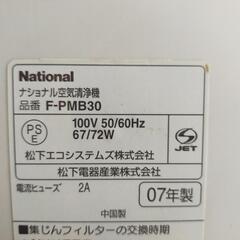 National
ナショナル空気清浄機
品番 F-PMB30
PS
E
100V 50/60Hz
67/72W
S
JET
松下エコシステムズ株式会社
松下電器産業株式会社
電流ヒューズ 2A
07年製
中国製
■集じんフィルターの交換時期